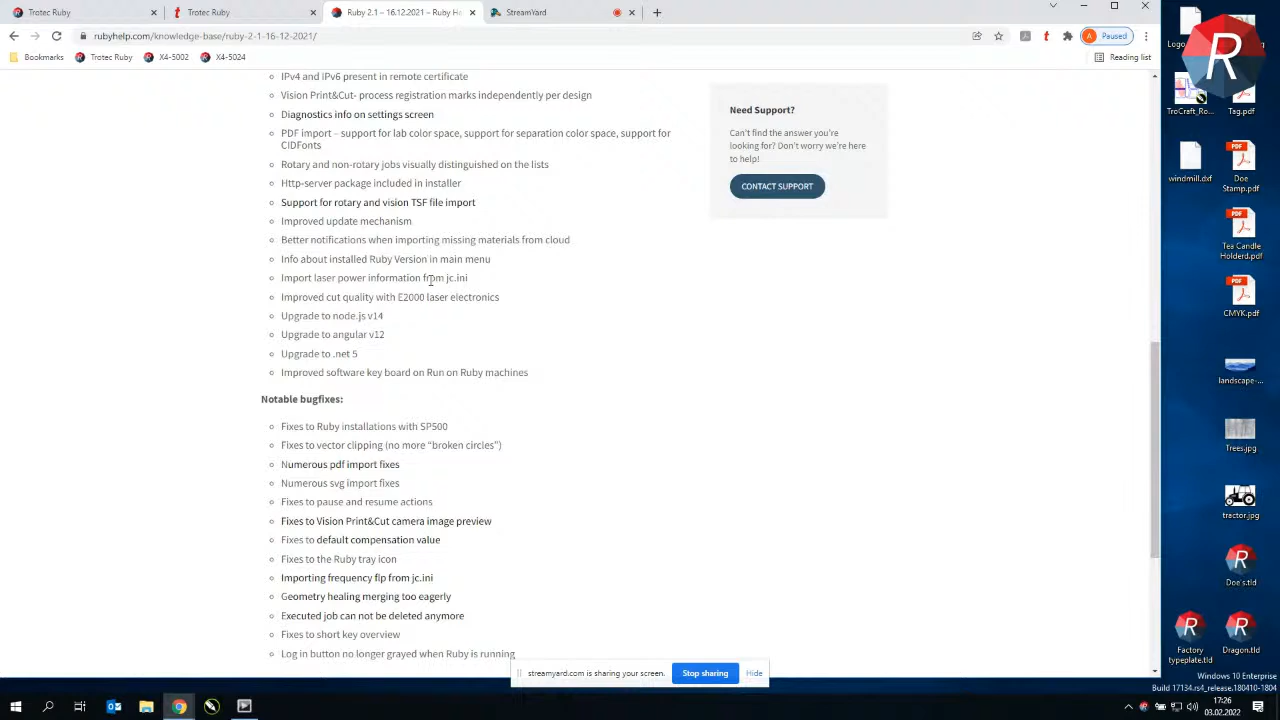 Trotec Ruby
Trotec Ruby
Ruby 2.1 – 16.12.2021 – Ruby He
StreamYard
rubyhelp.com/knowledge-base/ruby-2-1-16-12-2021/
A Paused
Bookmarks
Trotec Ruby
X4-5002
X4-5024
Reading list
IPv4 and IPv6 present in remote certificate
Vision Print&Cut- process registration marks independently per design
Diagnostics info on settings screen
PDF import – support for lab color space, support for separation color space, support for
CIDFonts
Rotary and non-rotary jobs visually distinguished on the lists
Http-server package included in installer
Support for rotary and vision TSF file import
Improved update mechanism
Better notifications when importing missing materials from cloud
Info about installed Ruby Version in main menu
Import laser power information from jc.ini
Improved cut quality with E2000 laser electronics
Upgrade to node.js v14
Upgrade to angular v12
Upgrade to .net 5
Improved software key board on Run on Ruby machines
Notable bugfixes:
Fixes to Ruby installations with SP500
Fixes to vector clipping (no more “broken circles”)
Numerous pdf import fixes
Numerous svg import fixes
Fixes to pause and resume actions
Fixes to Vision Print&Cut camera image preview
Fixes to default compensation value
Fixes to the Ruby tray icon
Importing frequency flp from jc.ini
Geometry healing merging too eagerly
Executed job can not be deleted anymore
Fixes to short key overview
Log in button no longer grayed when Ruby is running
Need Support?
Can't find the answer you're
looking for? Don't worry we're here
to help!
CONTACT SUPPORT
streamyard.com is sharing your screen.
Stop sharing
Hide
R
TroCraft_Ro...
Tag.pdf
windmill.dxf
PDF
Doe
Stamp.pdf
PDF
Tea Candle
Holderd.pdf
PDF
CMYK.pdf
landscape-...
Trees.jpg
tractor.jpg
R
Doe's.tld
R
Factory
typeplate.tld
R
Dragon.tld
Windows 10 Enterprise
Build 17134.rs4_release.180410-1804
17:26
03.02.2022